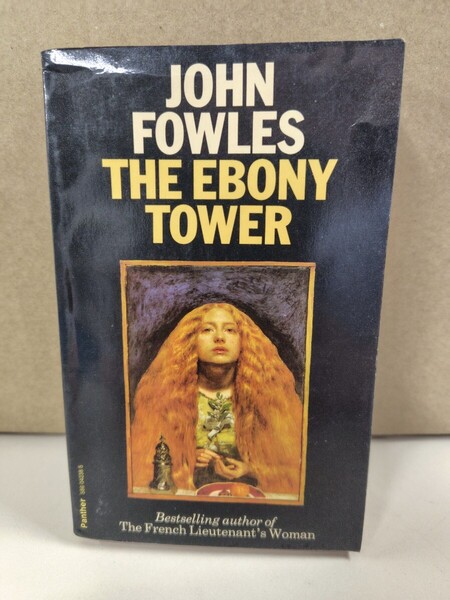 JOHN
FOWLES
THE EBONY
TOWER
Bestselling author of
The French Lieutenant's Woman
Panther